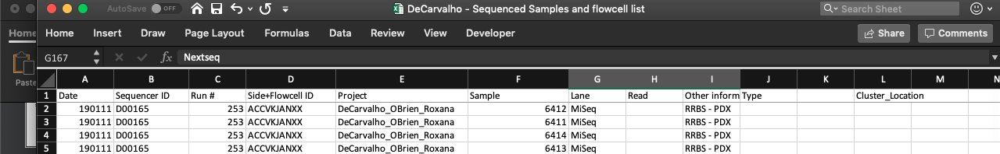 AutoSave OFF DeCarvalho - Sequenced Samples and flowcell list Search Sheet
Home Home Insert Draw Page Layout Formulas Data Review View Developer Share Comments
G167 fx Nextseq
Paste
A B C D E F G H I J K L M N
1 Date Sequencer ID Run # Side+Flowcell ID Project Sample Lane Read Other inform Type Cluster_Location
2 190111 D00165 253 ACCVKJANXX DeCarvalho_OBrien_Roxana 6412 MiSeq RRBS - PDX
3 190111 D00165 253 ACCVKJANXX DeCarvalho_OBrien_Roxana 6411 MiSeq RRBS - PDX
4 190111 D00165 253 ACCVKJANXX DeCarvalho_OBrien_Roxana 6414 MiSeq RRBS - PDX
5 190111 D00165 253 ACCVKJANXX DeCarvalho_OBrien_Roxana 6413 MiSeq RRBS - PDX